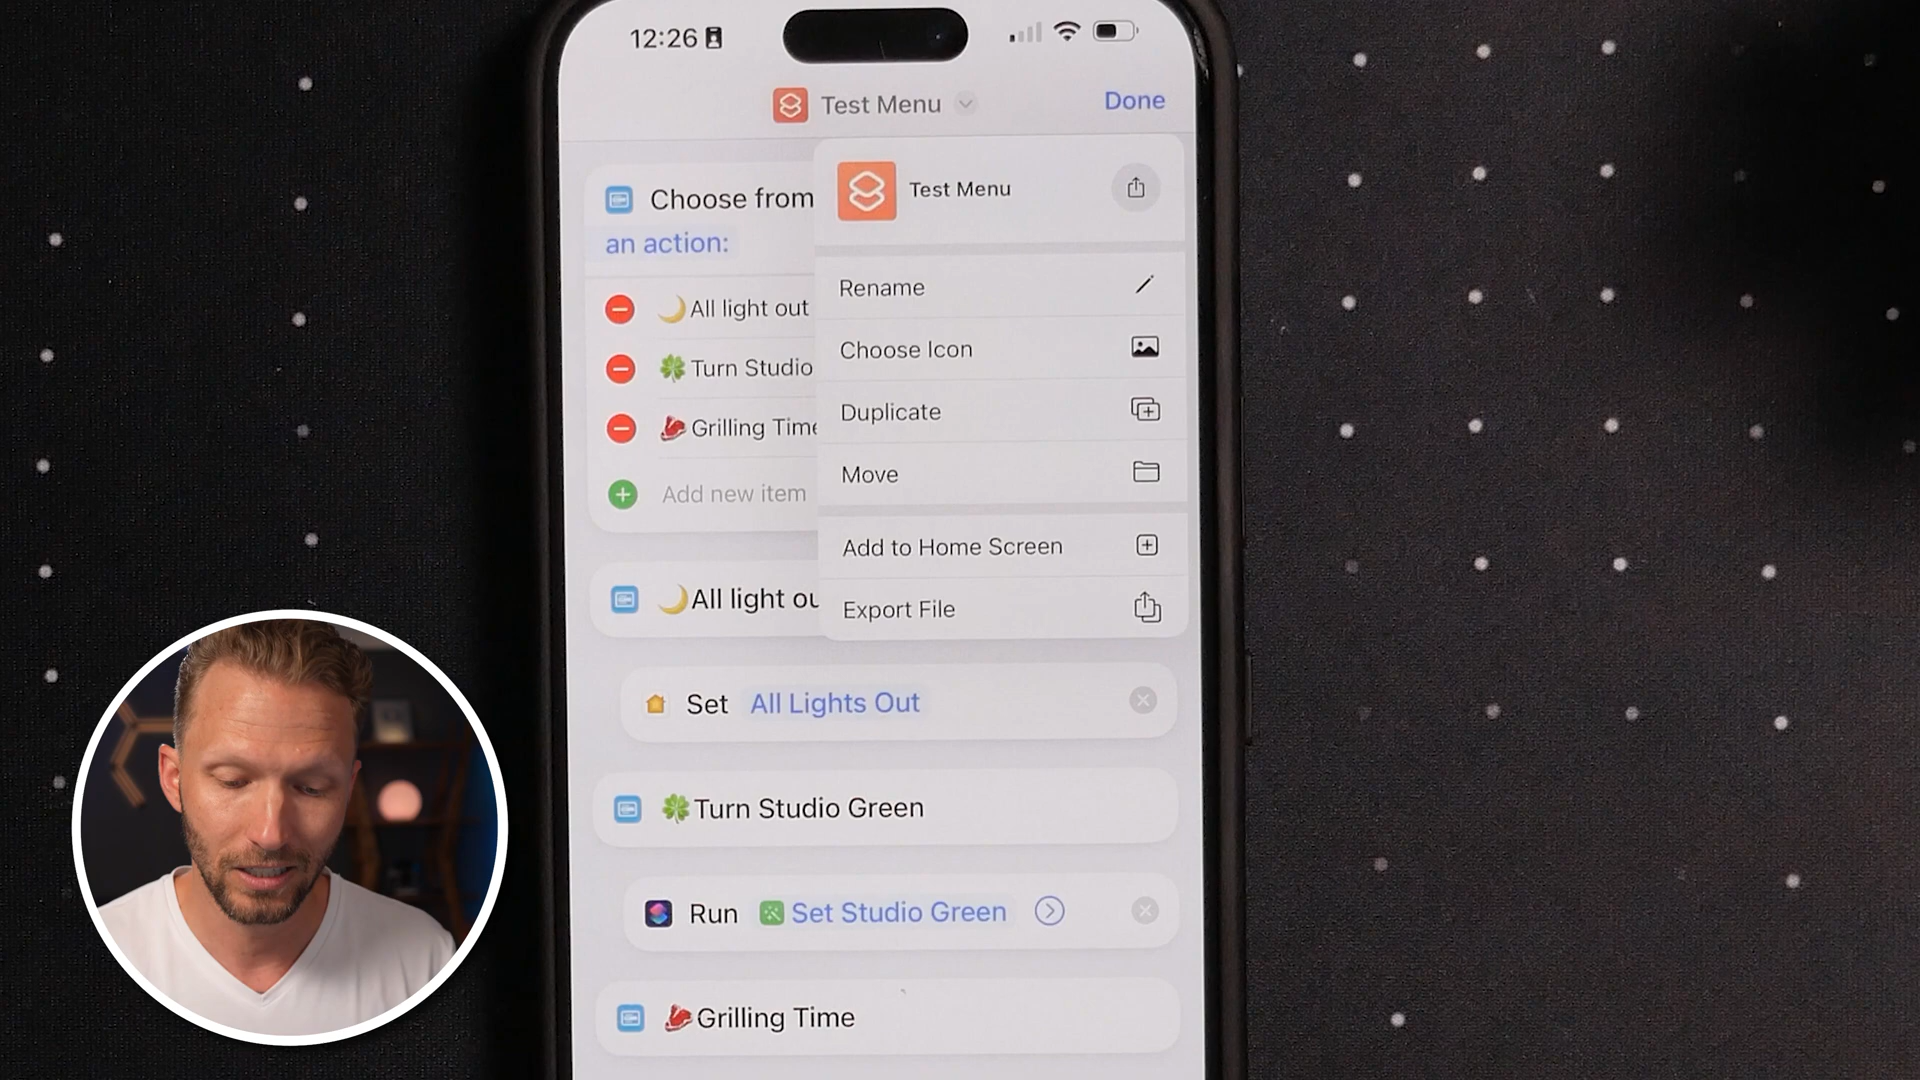 12:26
Test Menu
Done
Choose from
an action:
All light out
Turn Studio
Grilling Time
Add new item
Test Menu
Rename
Choose Icon
Duplicate
Move
Add to Home Screen
Export File
All light ou
Set All Lights Out
Turn Studio Green
Run Set Studio Green
Grilling Time